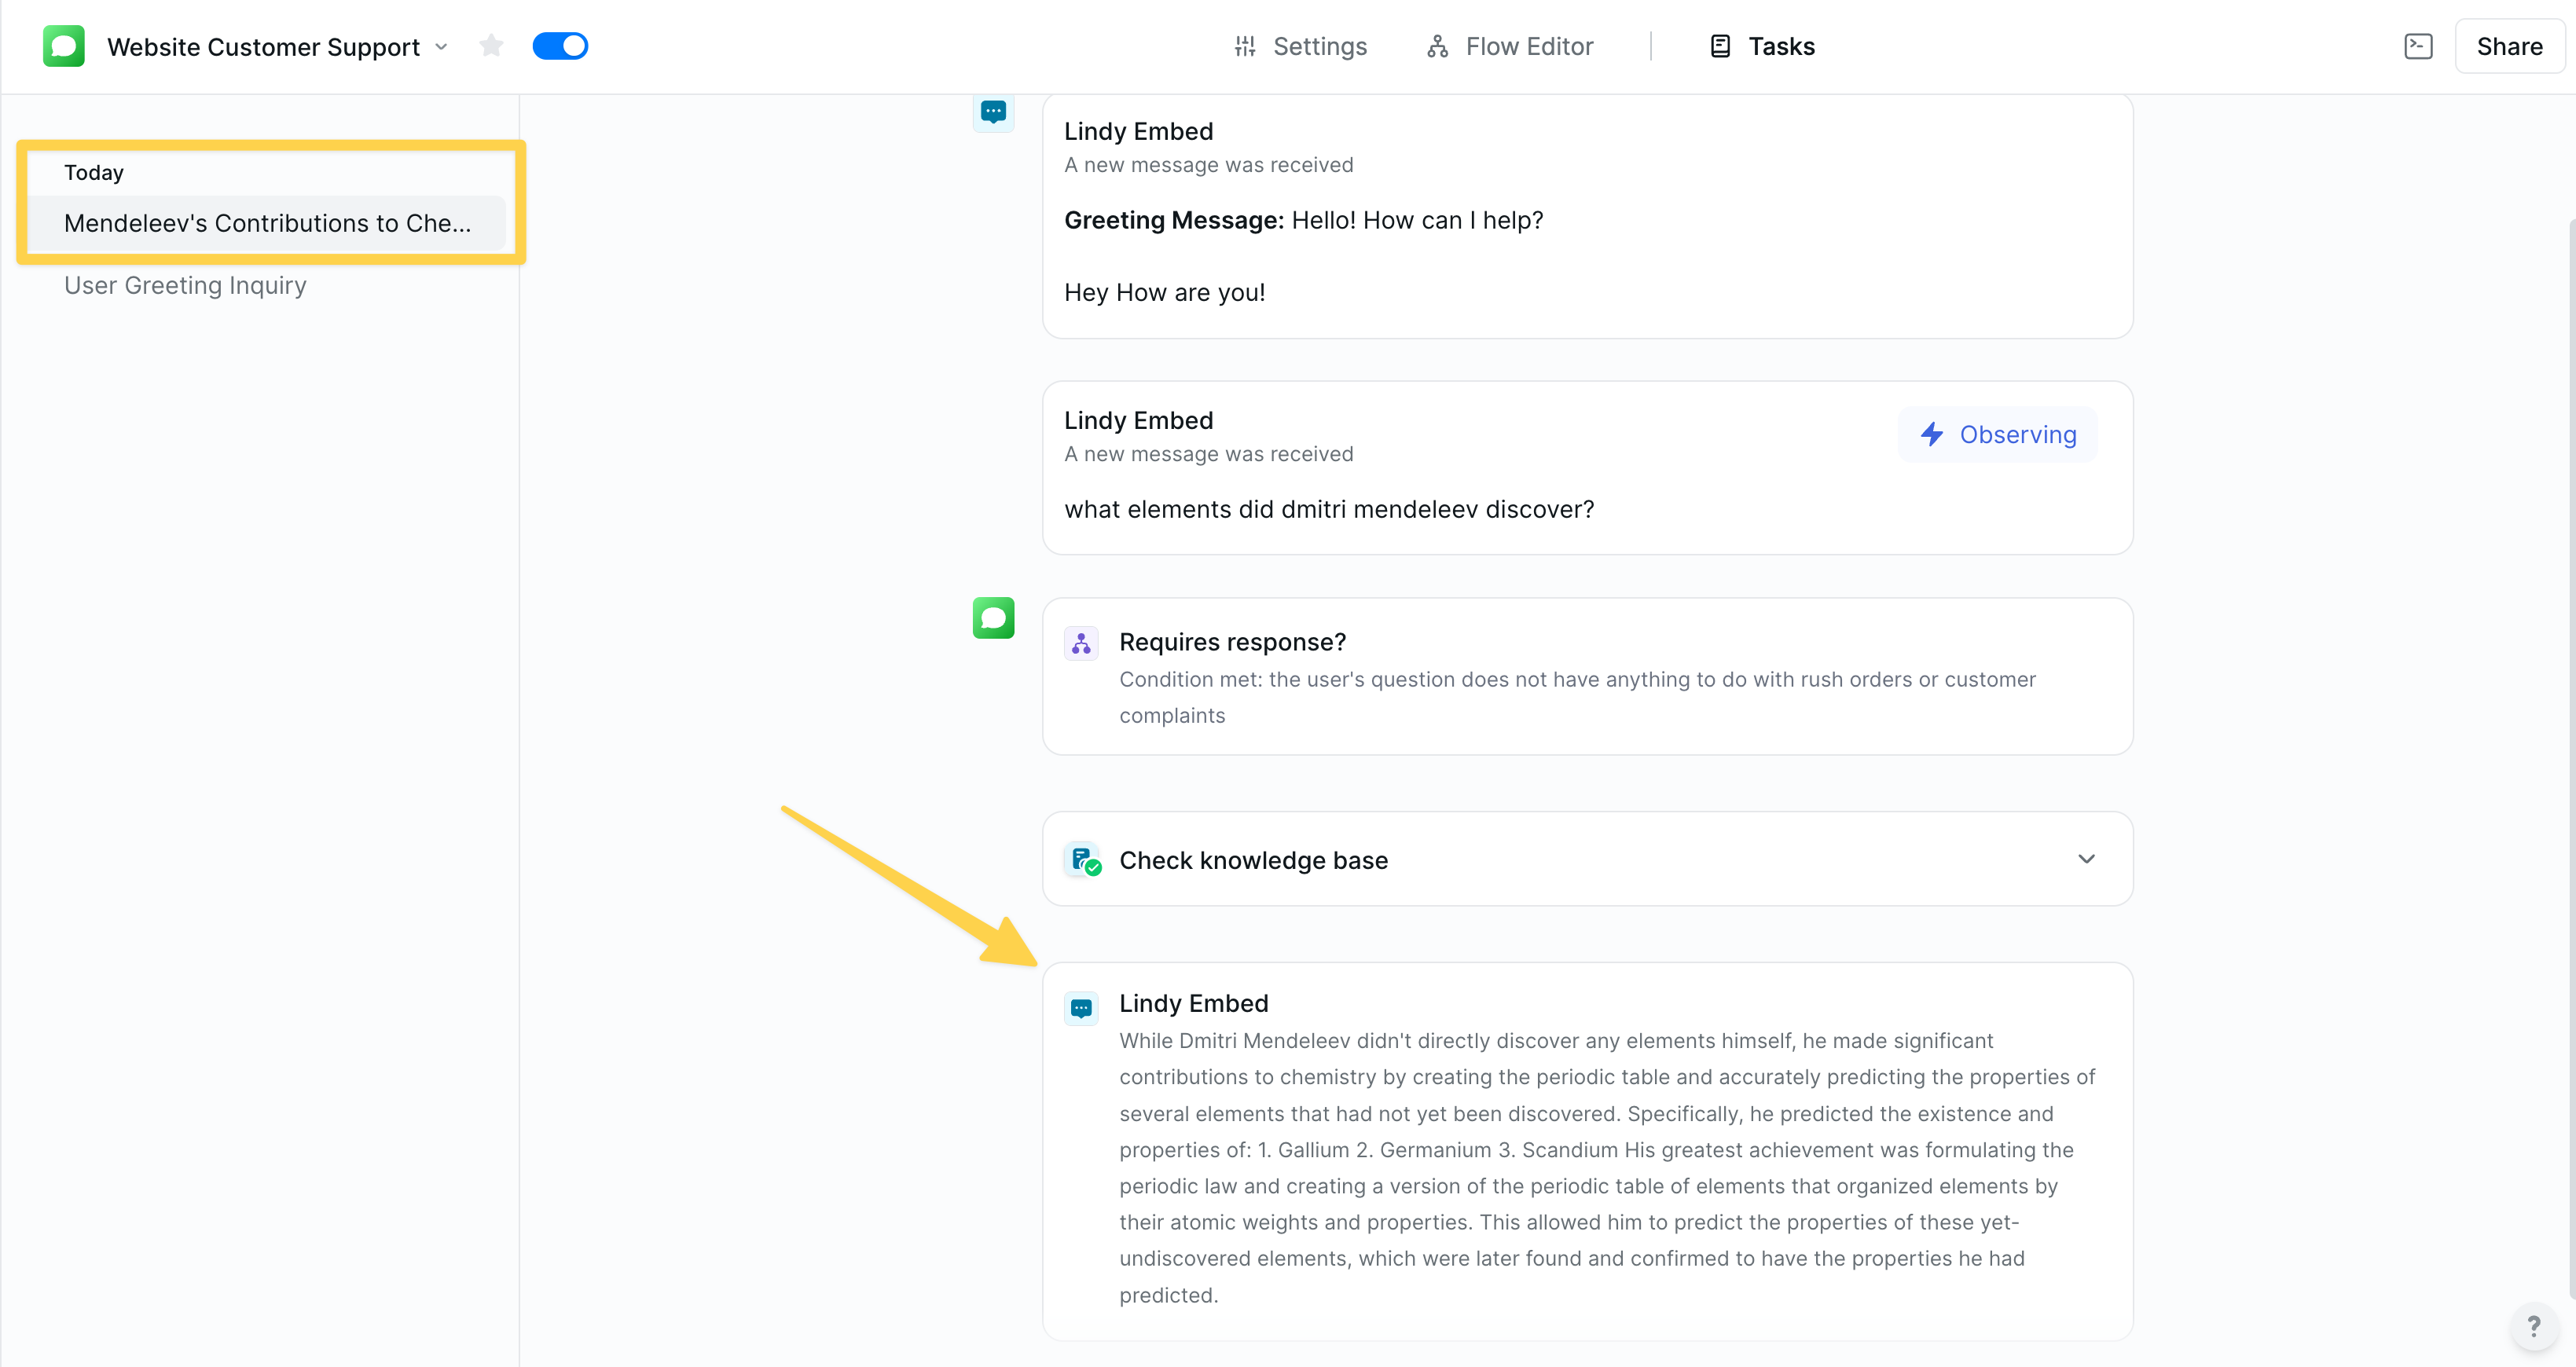 Website Customer Support
Settings
Flow Editor
Tasks
Share
Today
Mendeleev's Contributions to Che...
User Greeting Inquiry
Lindy Embed
A new message was received
Greeting Message: Hello! How can I help?
Hey How are you!
Lindy Embed
A new message was received
Observing
what elements did dmitri mendeleev discover?
Requires response?
Condition met: the user's question does not have anything to do with rush orders or customer
complaints
Check knowledge base
Lindy Embed
While Dmitri Mendeleev didn't directly discover any elements himself, he made significant
contributions to chemistry by creating the periodic table and accurately predicting the properties of
several elements that had not yet been discovered. Specifically, he predicted the existence and
properties of: 1. Gallium 2. Germanium 3. Scandium His greatest achievement was formulating the
periodic law and creating a version of the periodic table of elements that organized elements by
their atomic weights and properties. This allowed him to predict the properties of these yet-
undiscovered elements, which were later found and confirmed to have the properties he had
predicted.
?